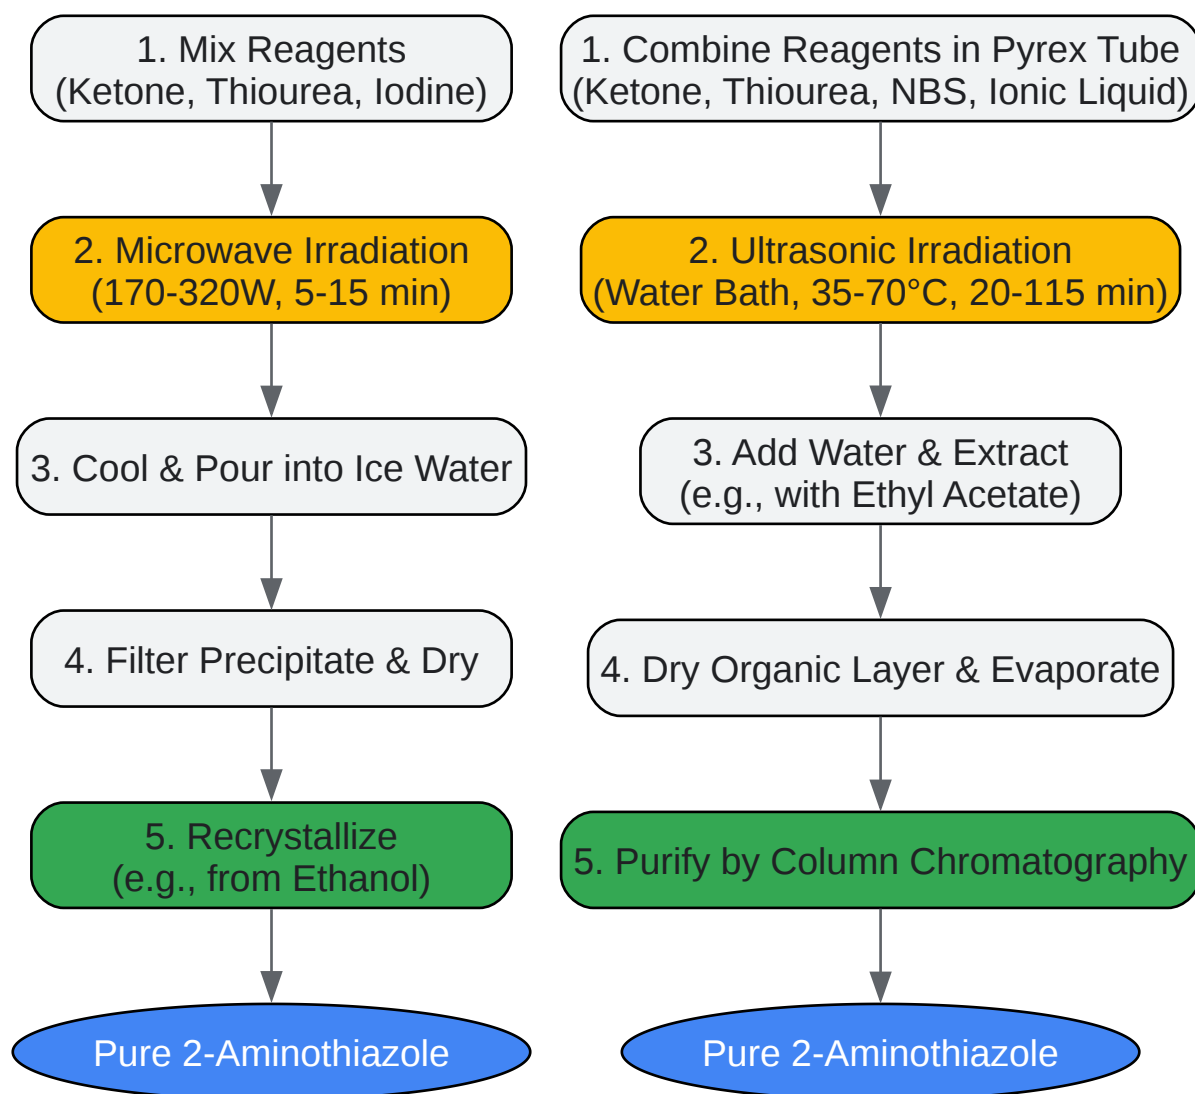 1. Mix Reagents
(Ketone, Thiourea, Iodine)
2. Microwave Irradiation
(170-320W, 5-15 min)
3. Cool & Pour into Ice Water
4. Filter Precipitate & Dry
5. Recrystallize
(e.g., from Ethanol)
Pure 2-Aminothiazole
1. Combine Reagents in Pyrex Tube
(Ketone, Thiourea, NBS, Ionic Liquid)
2. Ultrasonic Irradiation
(Water Bath, 35-70°C, 20-115 min)
3. Add Water & Extract
(e.g., with Ethyl Acetate)
4. Dry Organic Layer & Evaporate
5. Purify by Column Chromatography
Pure 2-Aminothiazole